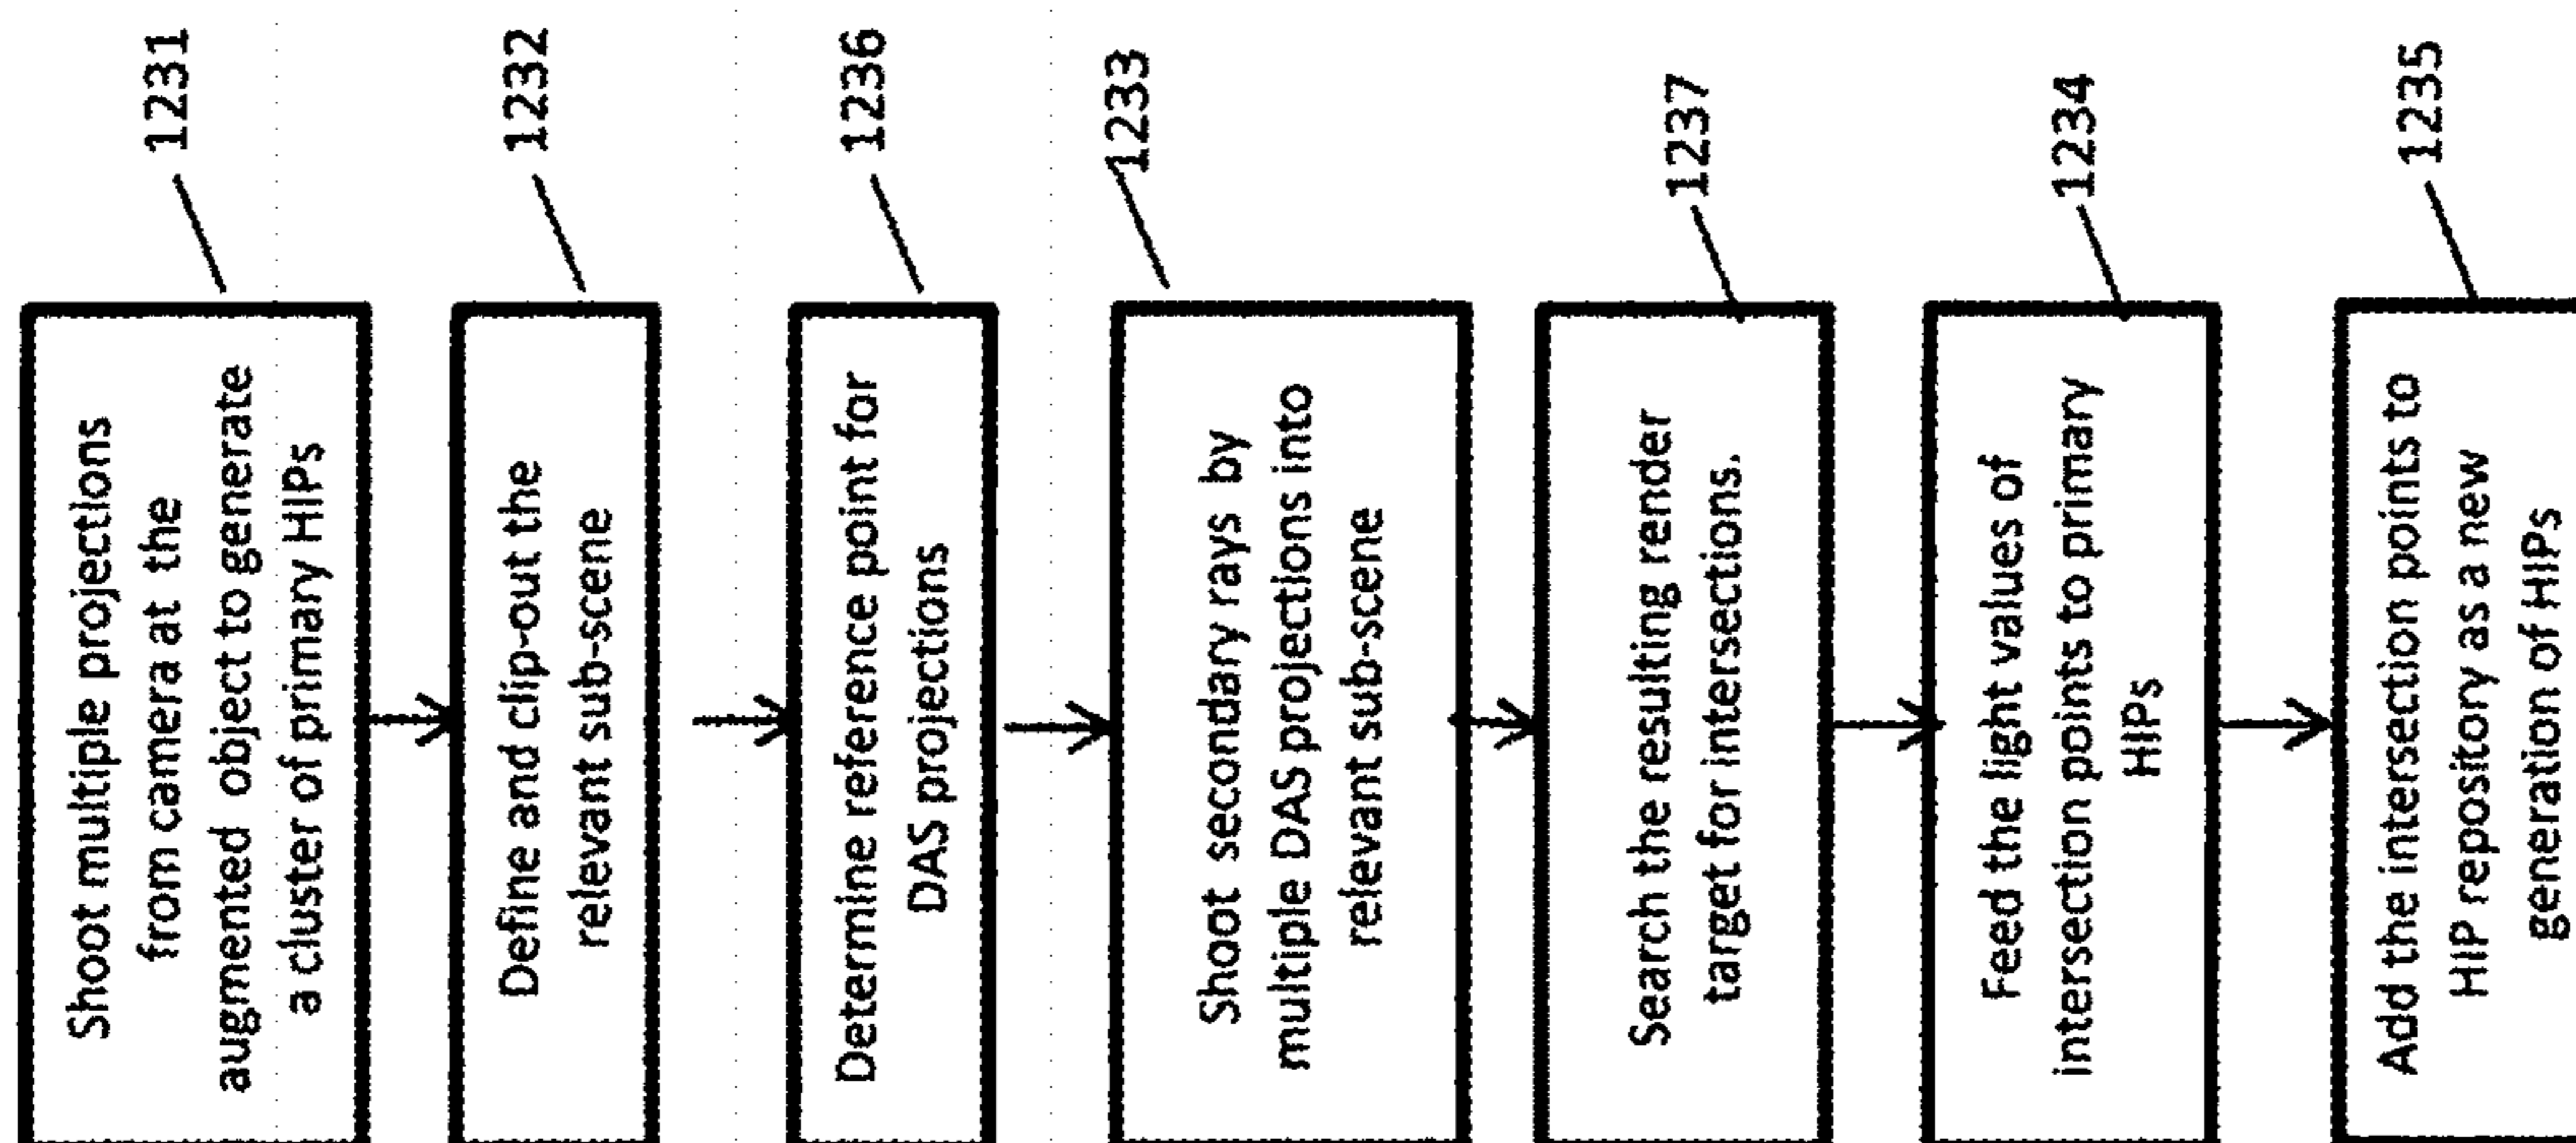 Shoot multiple projections
from camera at the
augmented object to generate
a cluster of primary HIPs
1231
Define and clip-out the
relevant sub-scene
1232
Determine reference point for
DAS projections
1236
Shoot secondary rays by
multiple DAS projections into
relevant sub-scene
1233
Search the resulting render
target for intersections.
1237
Feed the light values of
intersection points to primary
HIPs
1234
Add the intersection points to
HIP repository as a new
generation of HIPs
1235